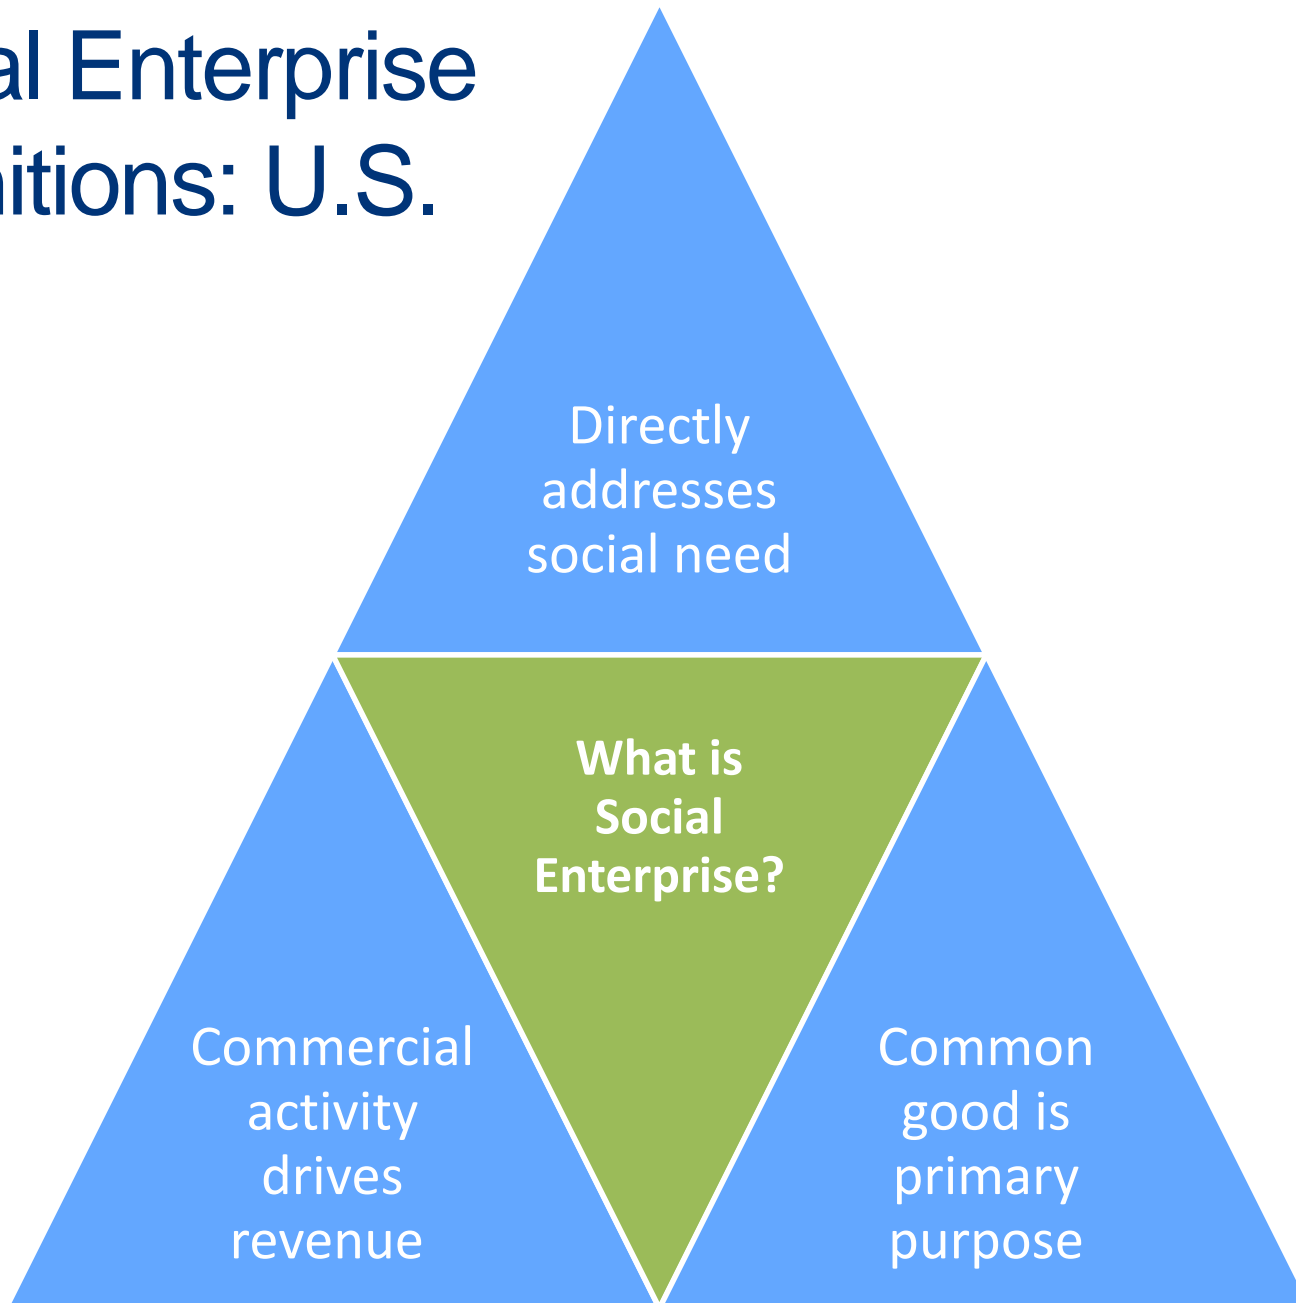 al Enterprise
nitions: U.S.
Directly
addresses
social need
What is
Social
Enterprise?
Commercial
activity
drives
revenue
Common
good is
primary
purpose